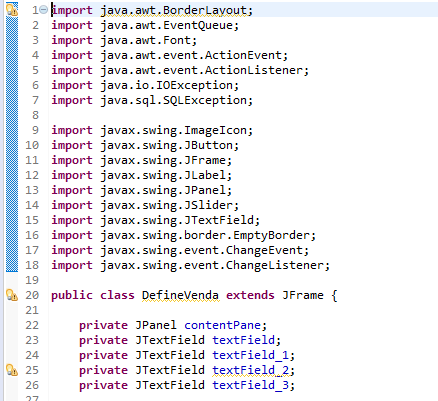 1 import java.awt.BorderLayout;
2 import java.awt.EventQueue;
3 import java.awt.Font;
4 import java.awt.event.ActionEvent;
5 import java.awt.event.ActionListener;
6 import java.io.IOException;
7 import java.sql.SQLException;
8
9 import javax.swing.ImageIcon;
10 import javax.swing.JButton;
11 import javax.swing.JFrame;
12 import javax.swing.JLabel;
13 import javax.swing.JPanel;
14 import javax.swing.JSlider;
15 import javax.swing.JTextField;
16 import javax.swing.border.EmptyBorder;
17 import javax.swing.event.ChangeEvent;
18 import javax.swing.event.ChangeListener;
19
20 public class DefineVenda extends JFrame {
21
22 private JPanel contentPane;
23 private JTextField textField;
24 private JTextField textField_1;
25 private JTextField textField_2;
26 private JTextField textField_3;